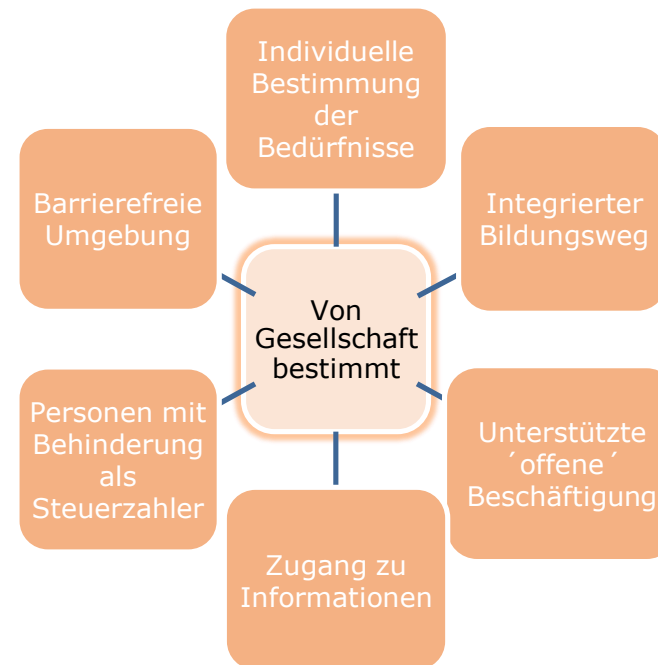 Individuelle
Bestimmung
der
Bedürfnisse
Barrierefreie
Umgebung
Integrierter
Bildungsweg
Von
Gesellschaft
bestimmt
Personen mit
Behinderung
als
Steuerzahler
Unterstützte
´offene´
Beschäftigung
Zugang zu
Informationen